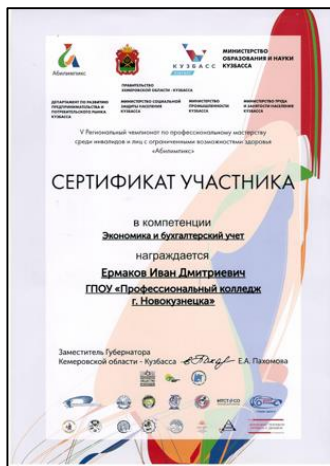 Абилимпикс
КУЗБАСС
МИНИСТЕРСТВО
ОБРАЗОВАНИЯ И НАУКИ
КУЗБАССА
ПРАВИТЕЛЬСТВО
КЕМЕРОВСКОЙ ОБЛАСТИ - КУЗБАССА
ДЕПАРТАМЕНТ ПО РАЗВИТИЮ
ПРЕДПРИНИМАТЕЛЬСТВА И
ПОТРЕБИТЕЛЬСКОГО РЫНКА
КУЗБАССА
МИНИСТЕРСТВО СОЦИАЛЬНОЙ
ЗАЩИТЫ НАСЕЛЕНИЯ
КУЗБАССА
МИНИСТЕРСТВО
ПРОМЫШЛЕННОСТИ
КУЗБАССА
МИНИСТЕРСТВО ТРУДА
И ЗАНЯТОСТИ НАСЕЛЕНИЯ
КУЗБАССА
V Региональный чемпионат по профессиональному мастерству
среди инвалидов и лиц с ограниченными возможностями здоровья
«Абилимпикс»
СЕРТИФИКАТ УЧАСТНИКА
в компетенции
Экономика и бухгалтерский учет
награждается
Ермаков Иван Дмитриевич
ГПОУ «Профессиональный колледж
г. Новокузнецка»
Заместитель Губернатора
Кемеровской области - Кузбасса Е.А. Пахомова